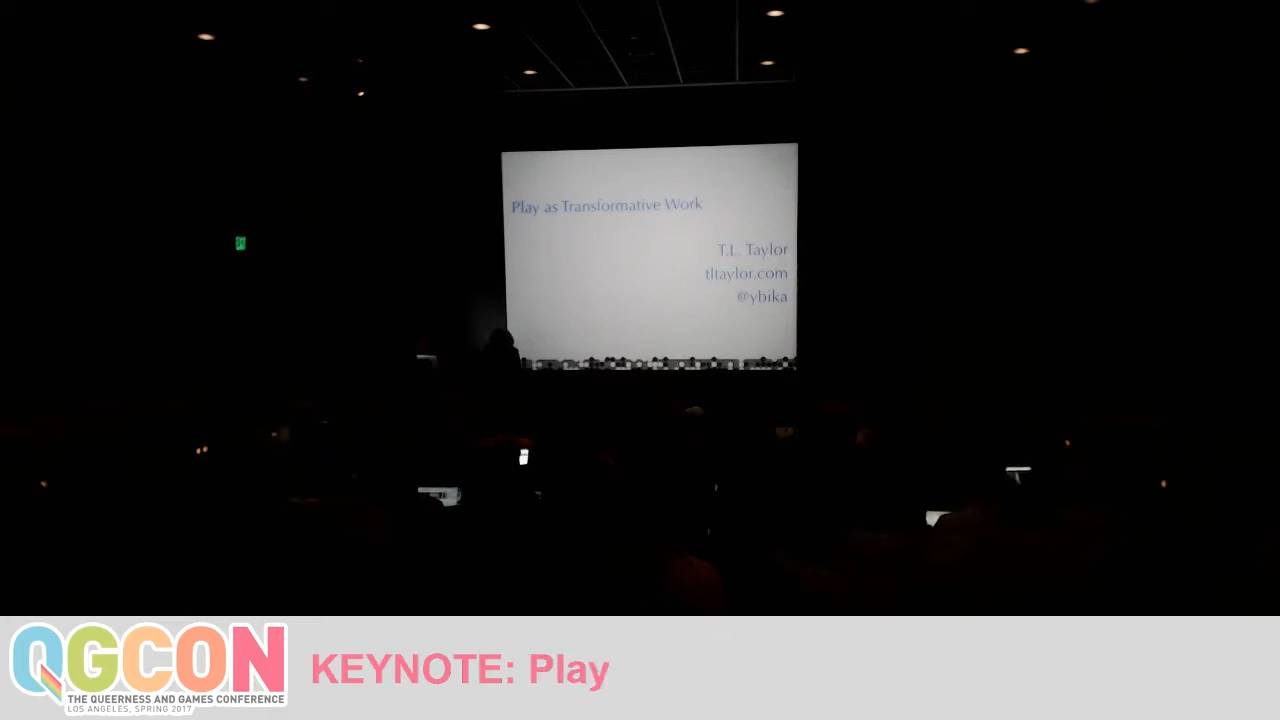 Play as Transformative Work
T.L. Taylor
tltaylor.com
@ybika
QGCON
THE QUEERNESS AND GAMES CONFERENCE
LOS ANGELES, SPRING 2017
KEYNOTE: Play